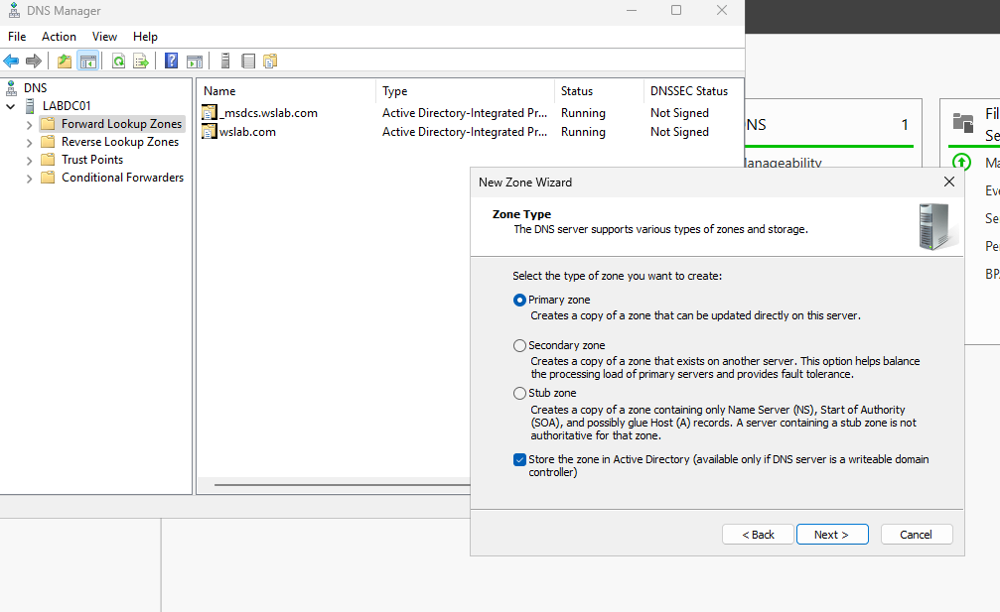 DNS Manager
File Action View Help
DNS
LABDC01
Forward Lookup Zones
Reverse Lookup Zones
Trust Points
Conditional Forwarders
Name Type Status DNSSEC Status
_msdcs.wslab.com Active Directory-Integrated Pr... Running Not Signed
wslab.com Active Directory-Integrated Pr... Running Not Signed
NS 1
anageability
Fil
Se
Ma
Eve
Se
Pe
BP
New Zone Wizard
Zone Type
The DNS server supports various types of zones and storage.
Select the type of zone you want to create:
Primary zone
Creates a copy of a zone that can be updated directly on this server.
Secondary zone
Creates a copy of a zone that exists on another server. This option helps balance
the processing load of primary servers and provides fault tolerance.
Stub zone
Creates a copy of a zone containing only Name Server (NS), Start of Authority
(SOA), and possibly glue Host (A) records. A server containing a stub zone is not
authoritative for that zone.
Store the zone in Active Directory (available only if DNS server is a writeable domain
controller)
< Back Next > Cancel